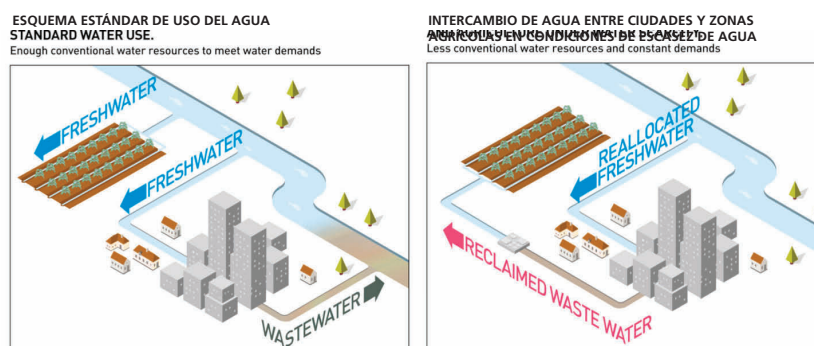 ESQUEMA ESTÁNDAR DE USO DEL AGUA
STANDARD WATER USE.
Enough conventional water resources to meet water demands
FRESHWATER
FRESHWATER
WASTEWATER
INTERCAMBIO DE AGUA ENTRE CIUDADES Y ZONAS
AGRÍCOLAS EN CONDICIONES DE ESCASEZ DE AGUA
Less conventional water resources and constant demands
REALLOCATED
FRESHWATER
RECLAIMED WASTE WATER